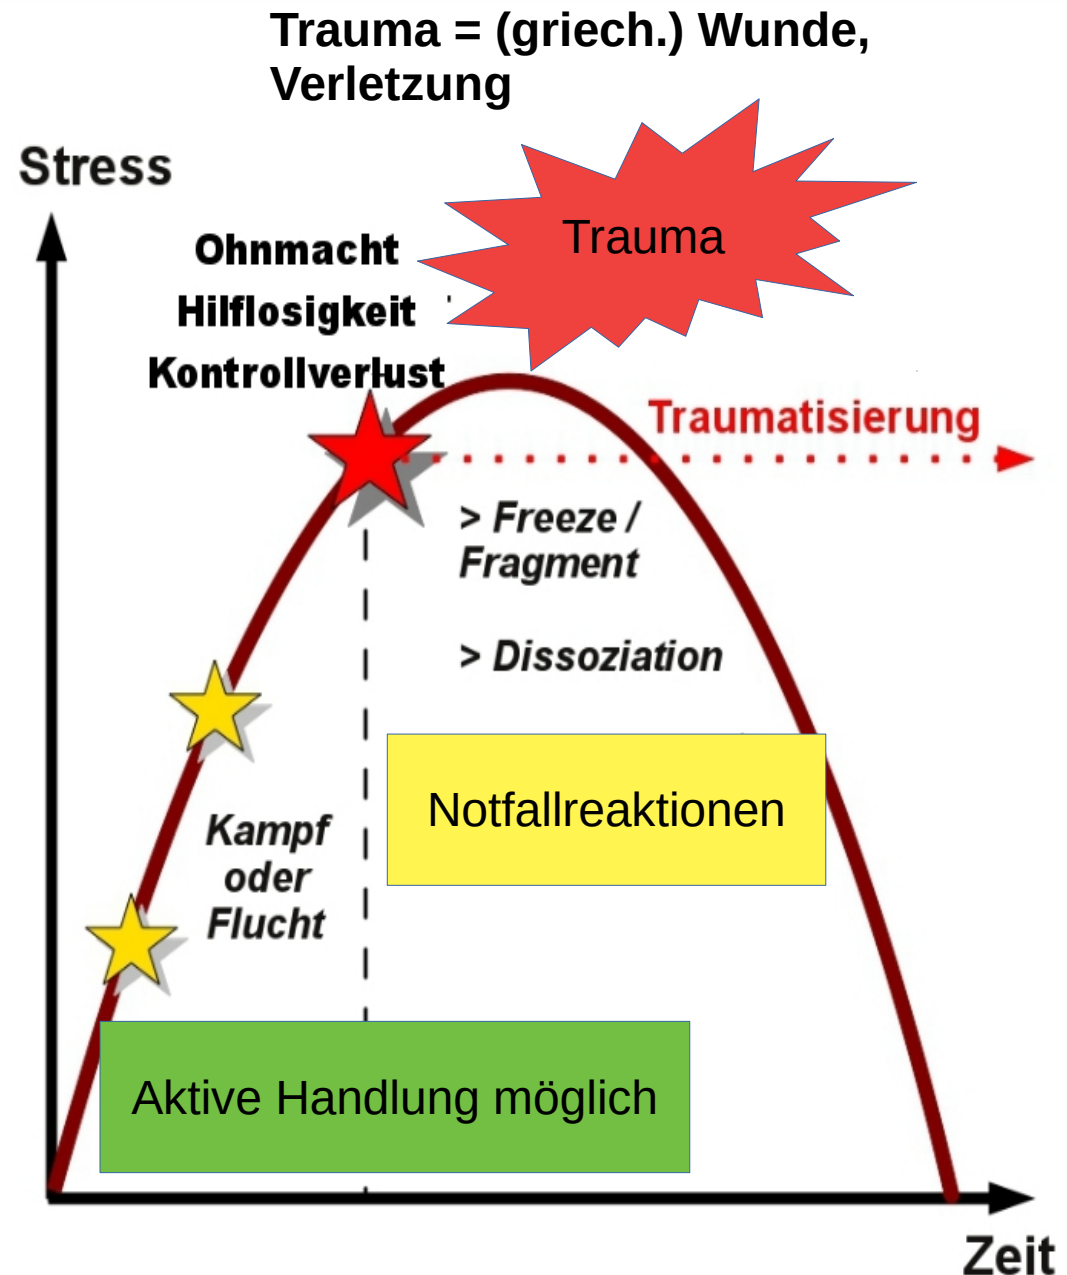 Trauma = (griech.) Wunde,
Verletzung
Stress
Trauma
Ohnmacht
Hilflosigkeit
Kontrollverlust
Traumatisierung
> Freeze /
Fragment
> Dissoziation
Notfallreaktionen
Kampf
oder
Flucht
Aktive Handlung möglich
Zeit